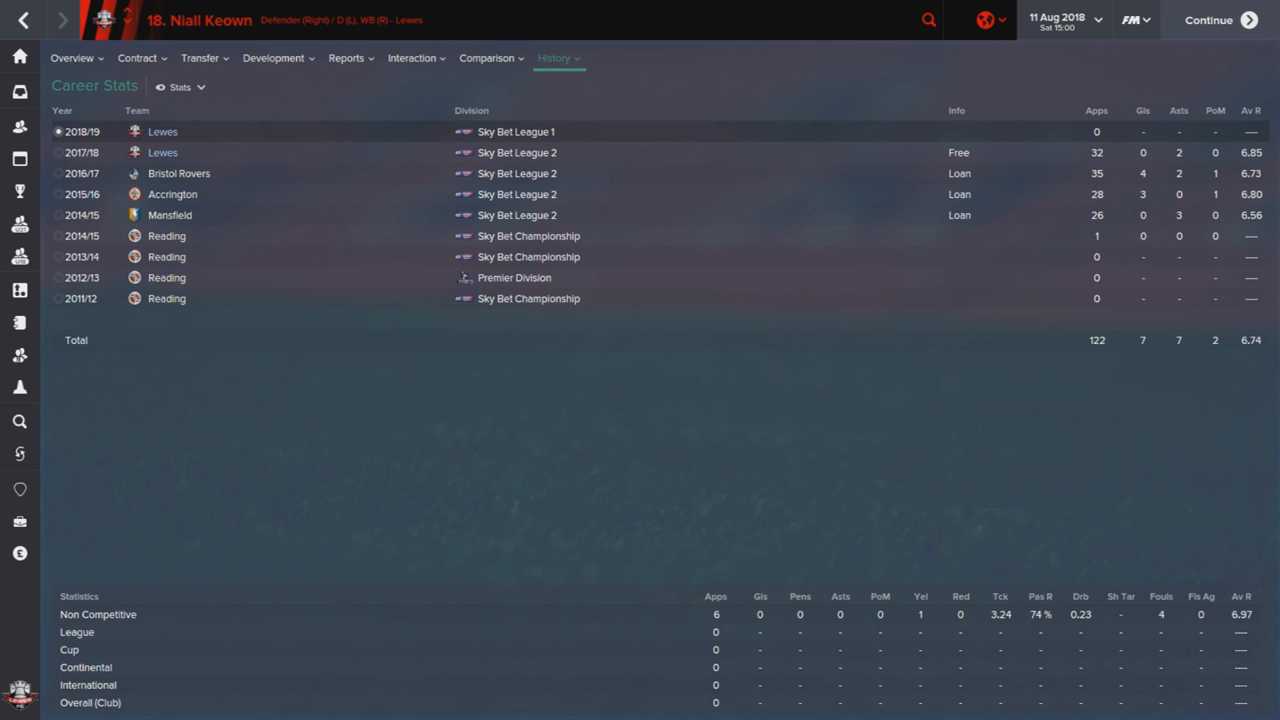 18. Niall Keown Defender (Right) / D (L), WB (R) - Lewes 11 Aug 2018 FM Continue
Sat 15:00
Overview Contract Transfer Development Reports Interaction Comparison History
Career Stats Stats
Year Team Division Info Apps Gls Asts PoM Av R
2018/19 Lewes Sky Bet League 1 0 - - - ----
2017/18 Lewes Sky Bet League 2 Free 32 0 2 0 6.85
2016/17 Bristol Rovers Sky Bet League 2 Loan 35 4 2 1 6.73
2015/16 Accrington Sky Bet League 2 Loan 28 3 0 1 6.80
2014/15 Mansfield Sky Bet League 2 Loan 26 0 3 0 6.56
2014/15 Reading Sky Bet Championship 1 0 0 0 ----
2013/14 Reading Sky Bet Championship 0 - - - ----
2012/13 Reading Premier Division 0 - - - ----
2011/12 Reading Sky Bet Championship 0 - - - ----
Total 122 7 7 2 6.74
Statistics Apps Gls Pens Asts PoM Yel Red Tck Pas R Drb Sh Tar Fouls Fls Ag Av R
Non Competitive 6 0 0 0 0 1 0 3.24 74 % 0.23 - 4 0 6.97
League 0 - - - - - - - - - - - - ----
Cup 0 - - - - - - - - - - - - ----
Continental 0 - - - - - - - - - - - - ----
International 0 - - - - - - - - - - - - ----
Overall (Club) 0 - - - - - - - - - - - - ----